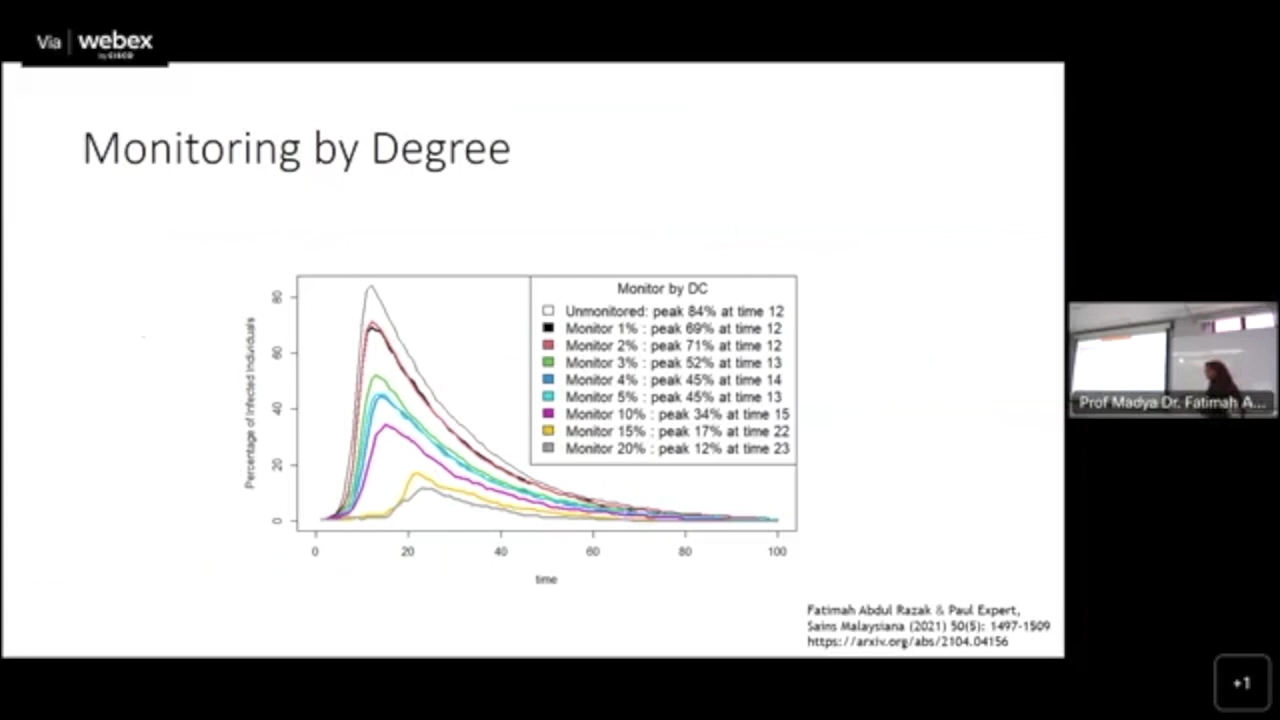 Via webex
by CISCO
Monitoring by Degree
Percentage of Infected Individuals
80
60
40
20
0
Monitor by DC
Unmonitored: peak 84% at time 12
Monitor 1% : peak 69% at time 12
Monitor 2% : peak 71% at time 12
Monitor 3% : peak 52% at time 13
Monitor 4% : peak 45% at time 14
Monitor 5% : peak 45% at time 13
Monitor 10% : peak 34% at time 15
Monitor 15% : peak 17% at time 22
Monitor 20% : peak 12% at time 23
0 20 40 60 80 100
time
Fatimah Abdul Razak & Paul Expert,
Sains Malaysiana (2021) 50(5): 1497-1509
https://arxiv.org/abs/2104.04156
Prof Madya Dr. Fatimah A...
+1